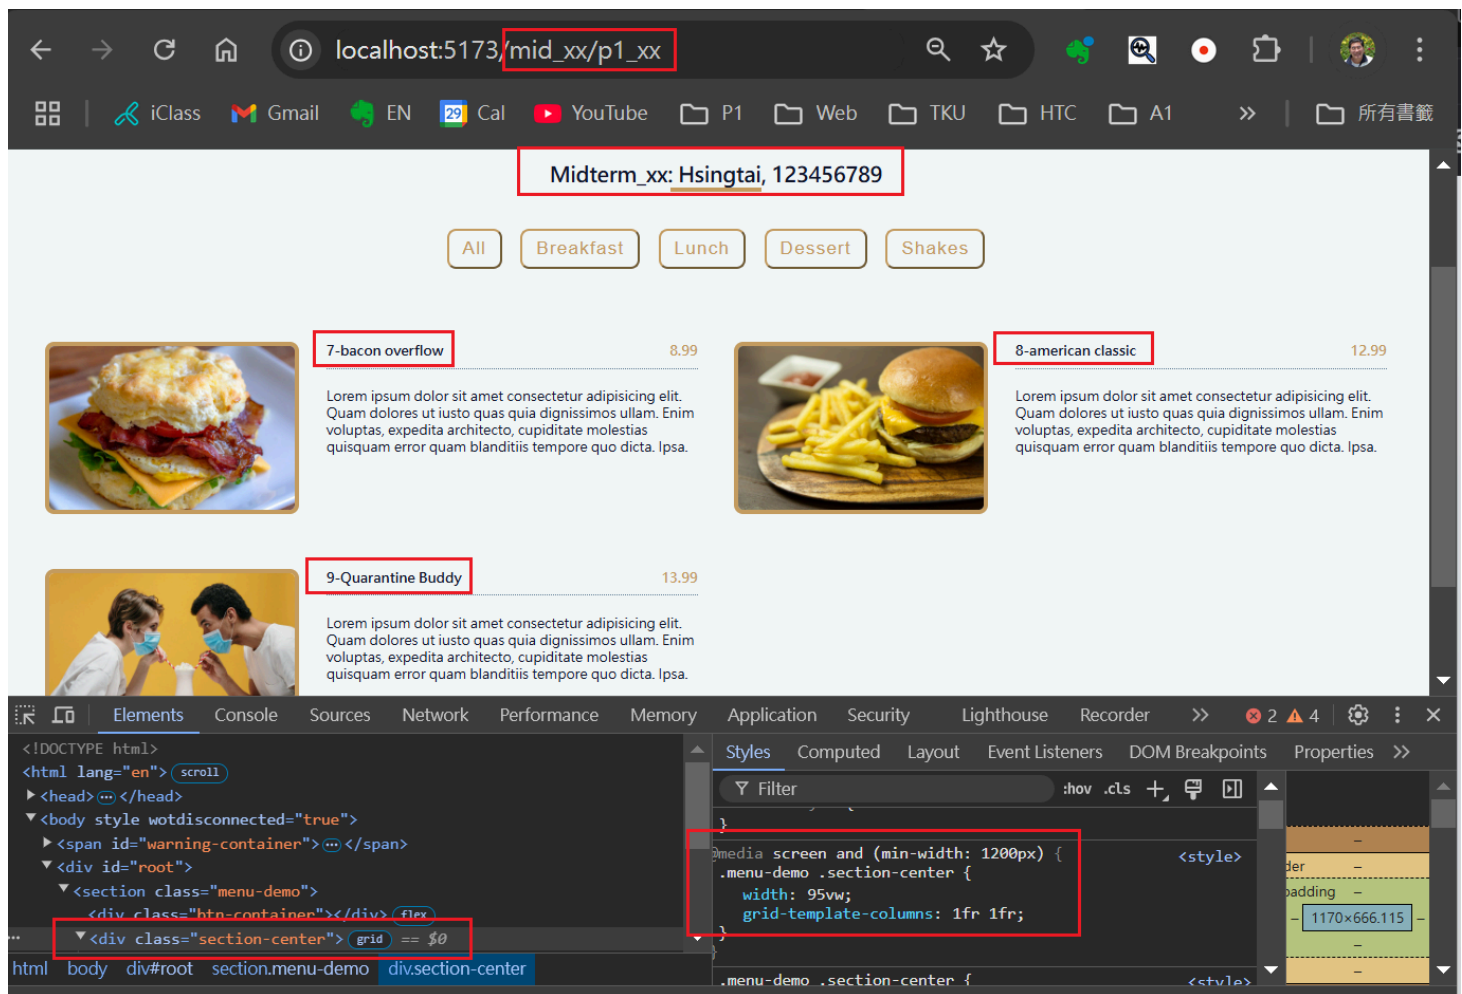 localhost:5173/mid_xx/p1_xx
iClass Gmail EN 29 Cal YouTube P1 Web TKU HTC A1 » 所有書籤
Midterm_xx: Hsingtai, 123456789
All Breakfast Lunch Dessert Shakes
7-bacon overflow 8.99
Lorem ipsum dolor sit amet consectetur adipisicing elit.
Quam dolores ut iusto quas quia dignissimos ullam. Enim
voluptas, expedita architecto, cupiditate molestias
quisquam error quam blanditiis tempore quo dicta. Ipsa.
8-american classic 12.99
Lorem ipsum dolor sit amet consectetur adipisicing elit.
Quam dolores ut iusto quas quia dignissimos ullam. Enim
voluptas, expedita architecto, cupiditate molestias
quisquam error quam blanditiis tempore quo dicta. Ipsa.
9-Quarantine Buddy 13.99
Lorem ipsum dolor sit amet consectetur adipisicing elit.
Quam dolores ut iusto quas quia dignissimos ullam. Enim
voluptas, expedita architecto, cupiditate molestias
quisquam error quam blanditiis tempore quo dicta. Ipsa.
Elements Console Sources Network Performance Memory Application Security Lighthouse Recorder » 2 4
<!DOCTYPE html>
<html lang="en"> scroll
<head> ⋯ </head>
<body style wotdisconnected="true">
<span id="warning-container"> ⋯ </span>
<div id="root">
<section class="menu-demo">
<div class="btn-container"></div> flex
⋯ <div class="section-center"> grid == $0
html body div#root section.menu-demo div.section-center
Styles Computed Layout Event Listeners DOM Breakpoints Properties »
Filter :hov .cls +
}
@media screen and (min-width: 1200px) { <style>
.menu-demo .section-center {
width: 95vw;
grid-template-columns: 1fr 1fr;
}
}
.menu-demo .section-center { <style>
–
der –
padding –
– 1170×666.115 –
–
–